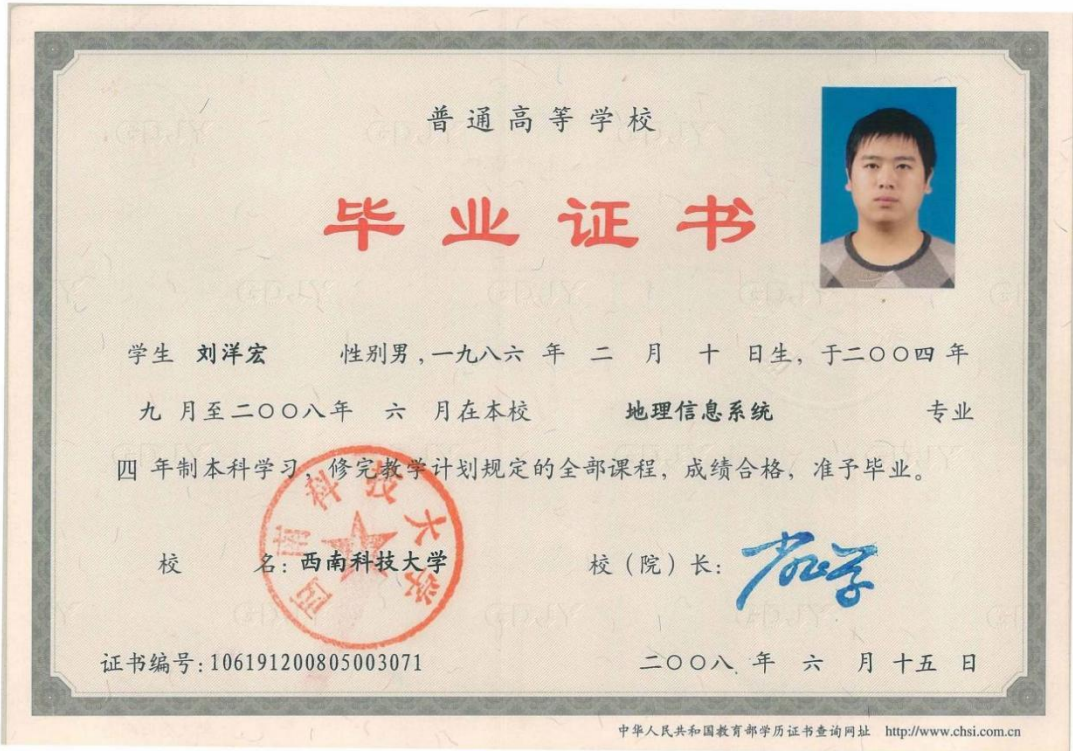 普通高等学校
毕业证书
学生 刘洋宏 性别男，一九八六 年 二 月 十 日生，于二〇〇四 年
九 月至二〇〇八年 六 月在本校 地理信息系统 专业
四 年制本科学习，修完教学计划规定的全部课程，成绩合格，准予毕业。
校 名：西南科技大学 校（院）长：
西南科技大学
证书编号：106191200805003071 二〇〇八 年 六 月 十五 日
中华人民共和国教育部学历证书查询网址 http://www.chsi.com.cn